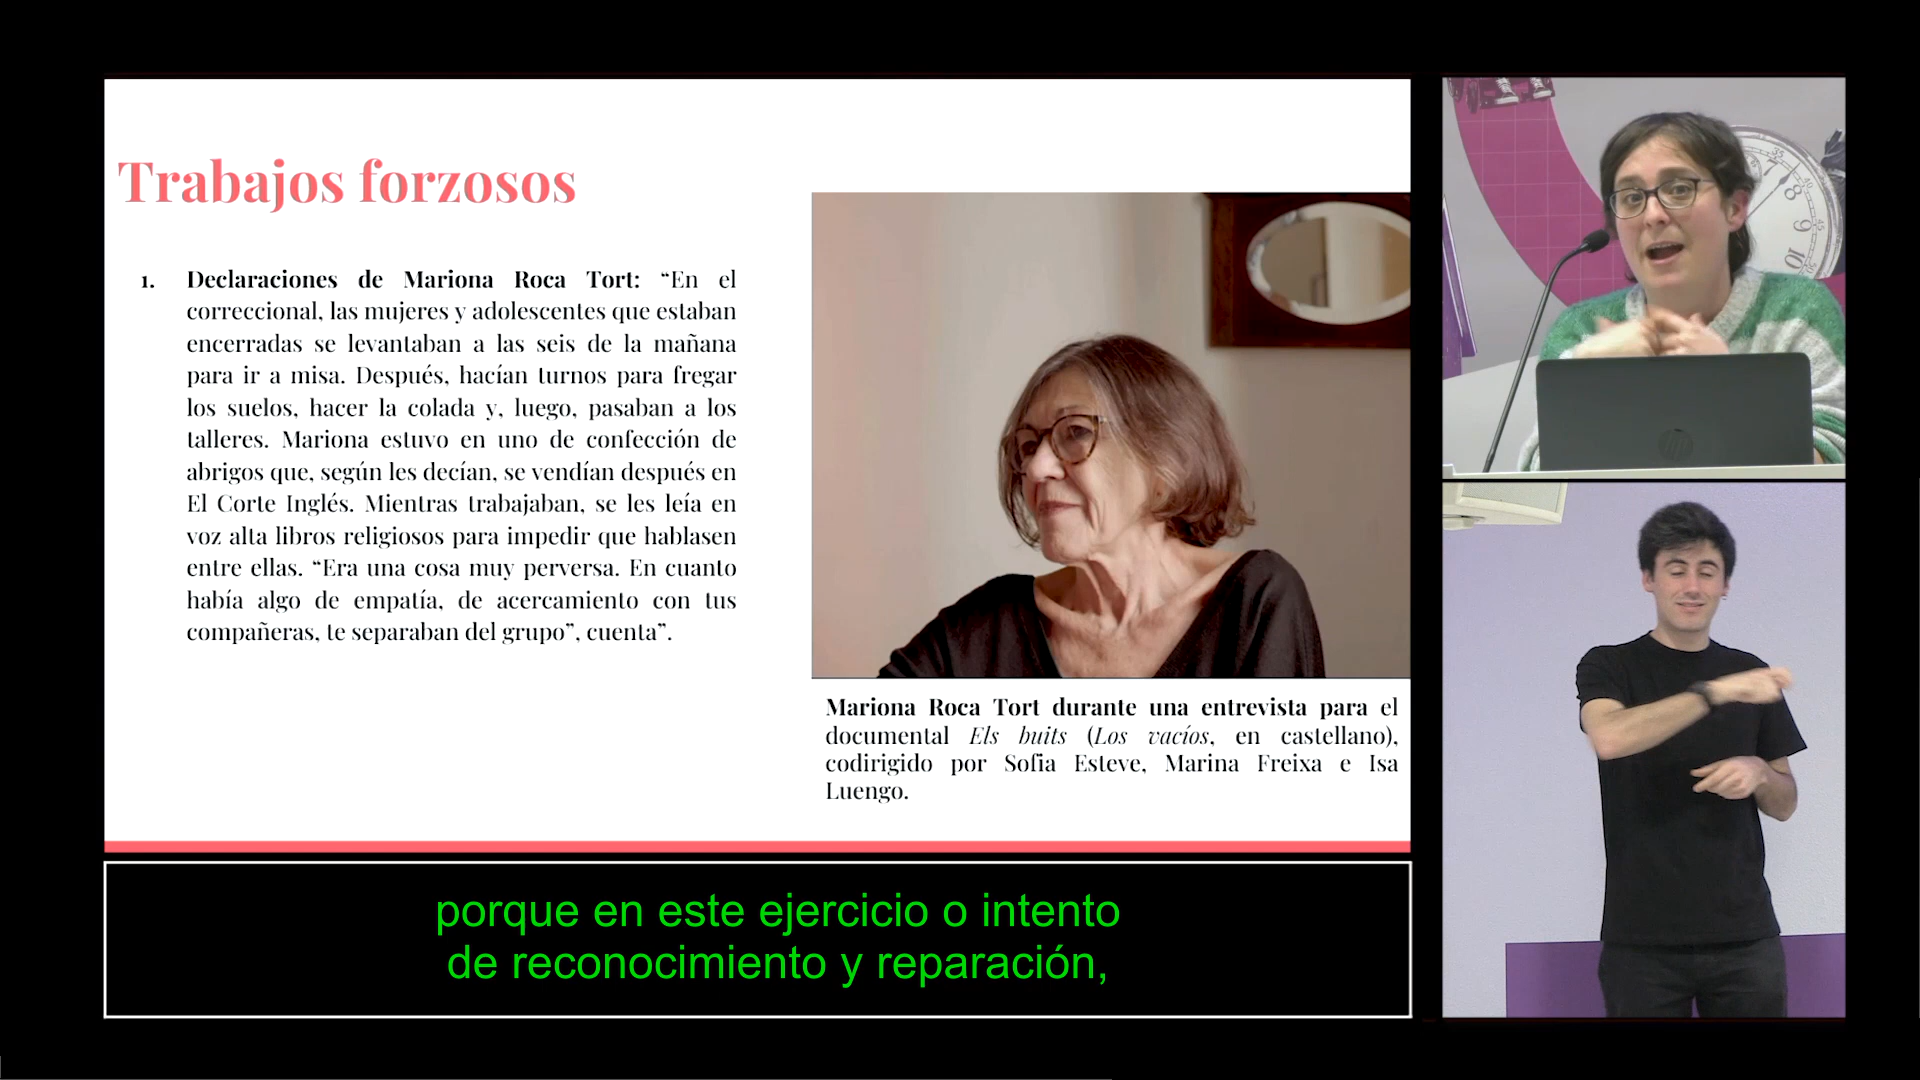 Trabajos forzosos
1. Declaraciones de Mariona Roca Tort: “En el
correccional, las mujeres y adolescentes que estaban
encerradas se levantaban a las seis de la mañana
para ir a misa. Después, hacían turnos para fregar
los suelos, hacer la colada y, luego, pasaban a los
talleres. Mariona estuvo en uno de confección de
abrigos que, según les decían, se vendían después en
El Corte Inglés. Mientras trabajaban, se les leía en
voz alta libros religiosos para impedir que hablasen
entre ellas. “Era una cosa muy perversa. En cuanto
había algo de empatía, de acercamiento con tus
compañeras, te separaban del grupo”, cuenta”.
Mariona Roca Tort durante una entrevista para el
documental Els buits (Los vacíos, en castellano),
codirigido por Sofia Esteve, Marina Freixa e Isa
Luengo.
porque en este ejercicio o intento
de reconocimiento y reparación,